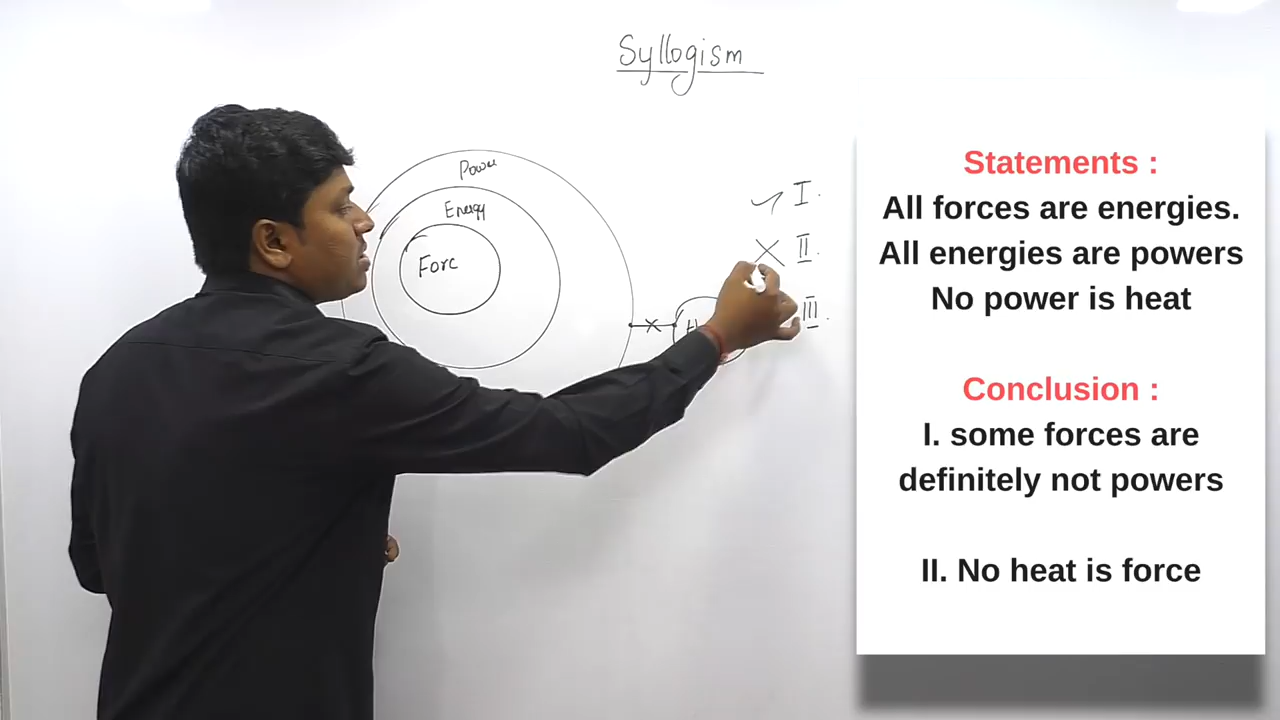 Syllogism
Power
Energy
Forc
I.
II.
III.
Statements :
All forces are energies.
All energies are powers
No power is heat
Conclusion :
I. some forces are
definitely not powers
II. No heat is force